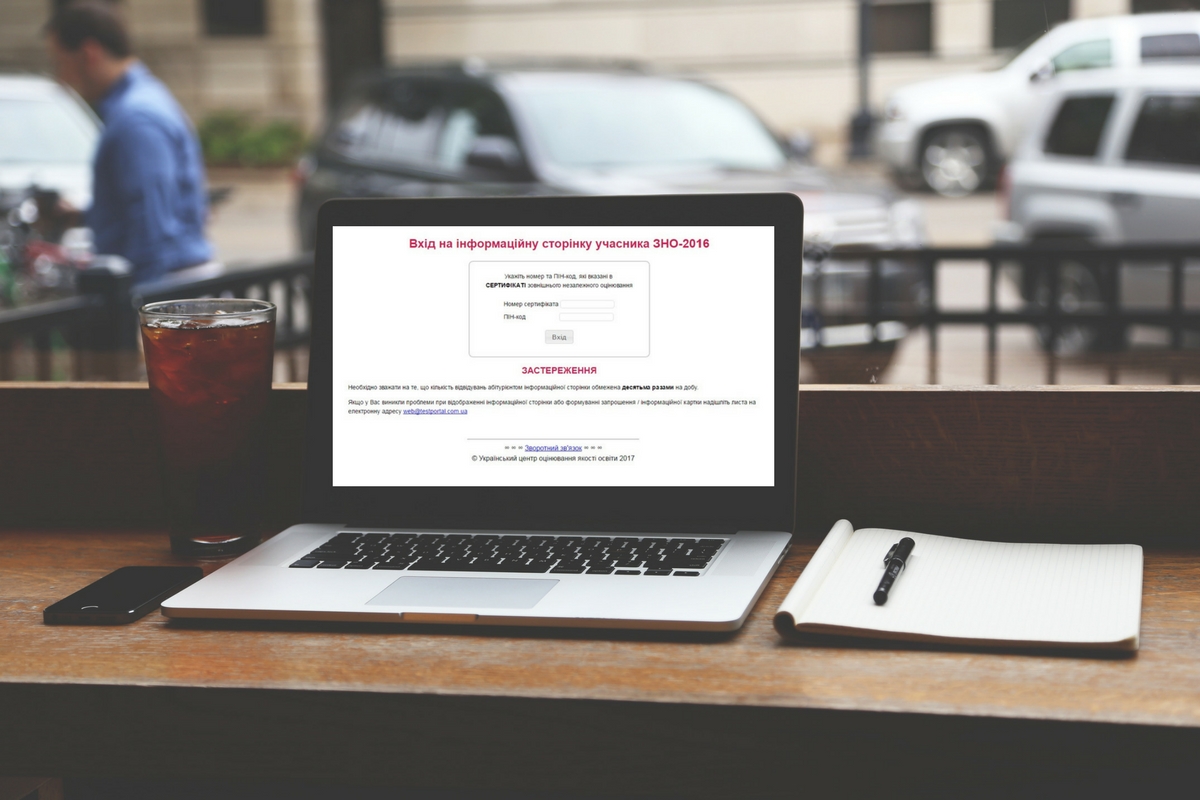 Вхід на інформаційну сторінку учасника ЗНО-2016
Укажіть номер та ПІН-код, які вказані в
СЕРТИФІКАТІ зовнішнього незалежного оцінювання
Номер сертифіката
ПІН-код
Вхід
ЗАСТЕРЕЖЕННЯ
Необхідно зважати на те, що кількість відвідувань абітурієнтом інформаційної сторінки обмежена десятьма разами на добу.
Якщо у Вас виникли проблеми при відображенні інформаційної сторінки або формуванні запрошення / інформаційної картки надішліть листа на
електронну адресу web@testportal.com.ua
= = = Зворотний зв'язок = = =
© Український центр оцінювання якості освіти 2017